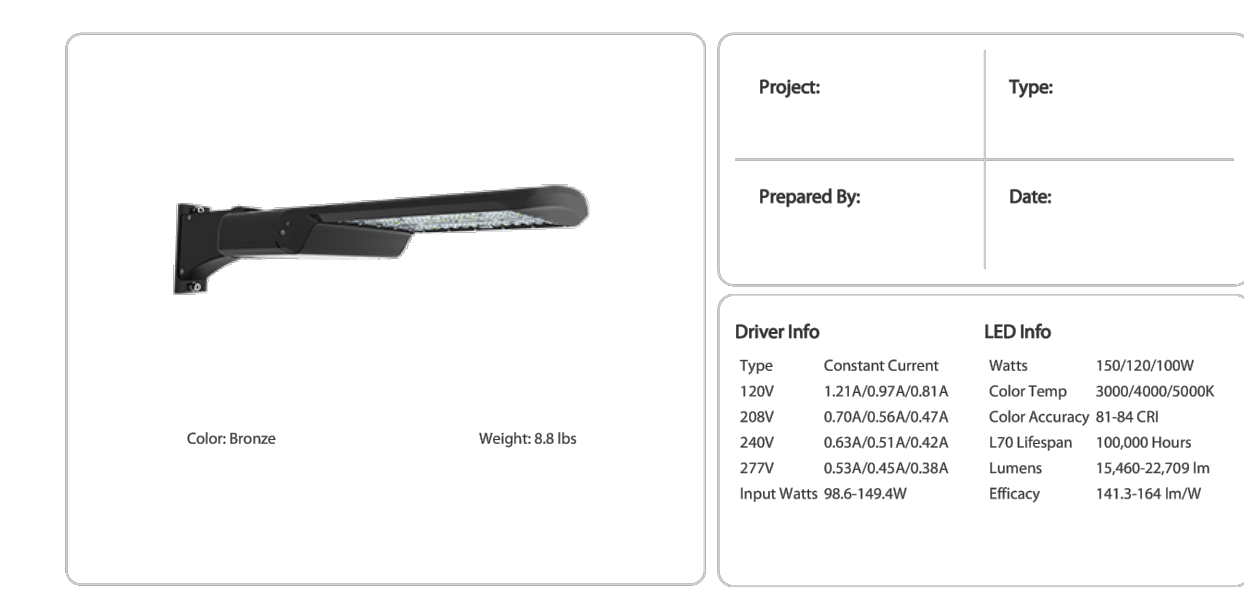 Project:
Type:
Prepared By:
Date:
Color: Bronze
Weight: 8.8 lbs
Driver Info
Type Constant Current
120V 1.21A/0.97A/0.81A
208V 0.70A/0.56A/0.47A
240V 0.63A/0.51A/0.42A
277V 0.53A/0.45A/0.38A
Input Watts 98.6-149.4W
LED Info
Watts 150/120/100W
Color Temp 3000/4000/5000K
Color Accuracy 81-84 CRI
L70 Lifespan 100,000 Hours
Lumens 15,460-22,709 lm
Efficacy 141.3-164 lm/W